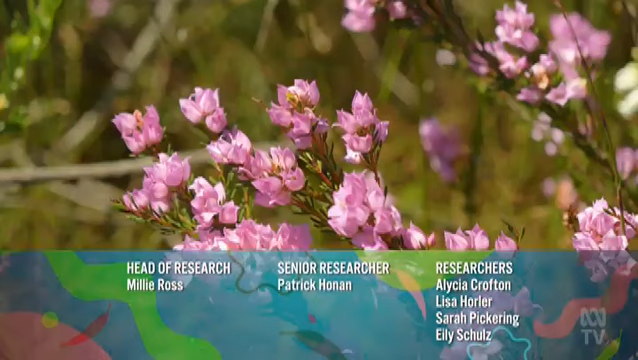 HEAD OF RESEARCH
Millie Ross
SENIOR RESEARCHER
Patrick Honan
RESEARCHERS
Alycia Crofton
Lisa Horler
Sarah Pickering
Eily Schulz
TV